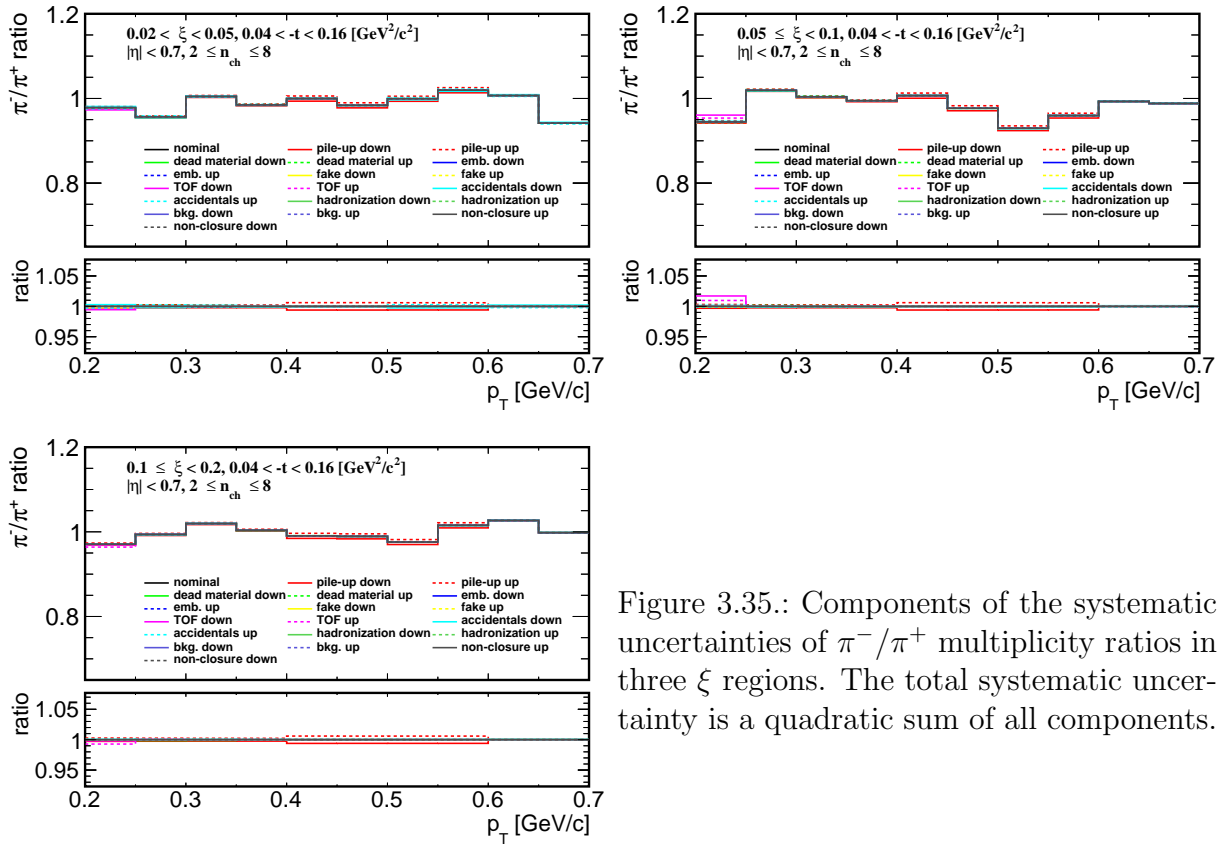 0.02 < ξ < 0.05, 0.04 < -t < 0.16 [GeV²/c²]
|η| < 0.7, 2 ≤ n_ch ≤ 8
π⁻/π⁺ ratio
1.2
1
0.8
nominal pile-up down pile-up up
dead material down dead material up emb. down
emb. up fake down fake up
TOF down TOF up accidentals down
accidentals up hadronization down hadronization up
bkg. down bkg. up non-closure up
non-closure down
ratio
1.05
1
0.95
0.2 0.3 0.4 0.5 0.6 0.7
p_T [GeV/c]
0.05 ≤ ξ < 0.1, 0.04 < -t < 0.16 [GeV²/c²]
|η| < 0.7, 2 ≤ n_ch ≤ 8
π⁻/π⁺ ratio
1.2
1
0.8
nominal pile-up down pile-up up
dead material down dead material up emb. down
emb. up fake down fake up
TOF down TOF up accidentals down
accidentals up hadronization down hadronization up
bkg. down bkg. up non-closure up
non-closure down
ratio
1.05
1
0.95
0.2 0.3 0.4 0.5 0.6 0.7
p_T [GeV/c]
0.1 ≤ ξ < 0.2, 0.04 < -t < 0.16 [GeV²/c²]
|η| < 0.7, 2 ≤ n_ch ≤ 8
π⁻/π⁺ ratio
1.2
1
0.8
nominal pile-up down pile-up up
dead material down dead material up emb. down
emb. up fake down fake up
TOF down TOF up accidentals down
accidentals up hadronization down hadronization up
bkg. down bkg. up non-closure up
non-closure down
ratio
1.05
1
0.95
0.2 0.3 0.4 0.5 0.6 0.7
p_T [GeV/c]
Figure 3.35.: Components of the systematic
uncertainties of π⁻/π⁺ multiplicity ratios in
three ξ regions. The total systematic uncer-
tainty is a quadratic sum of all components.